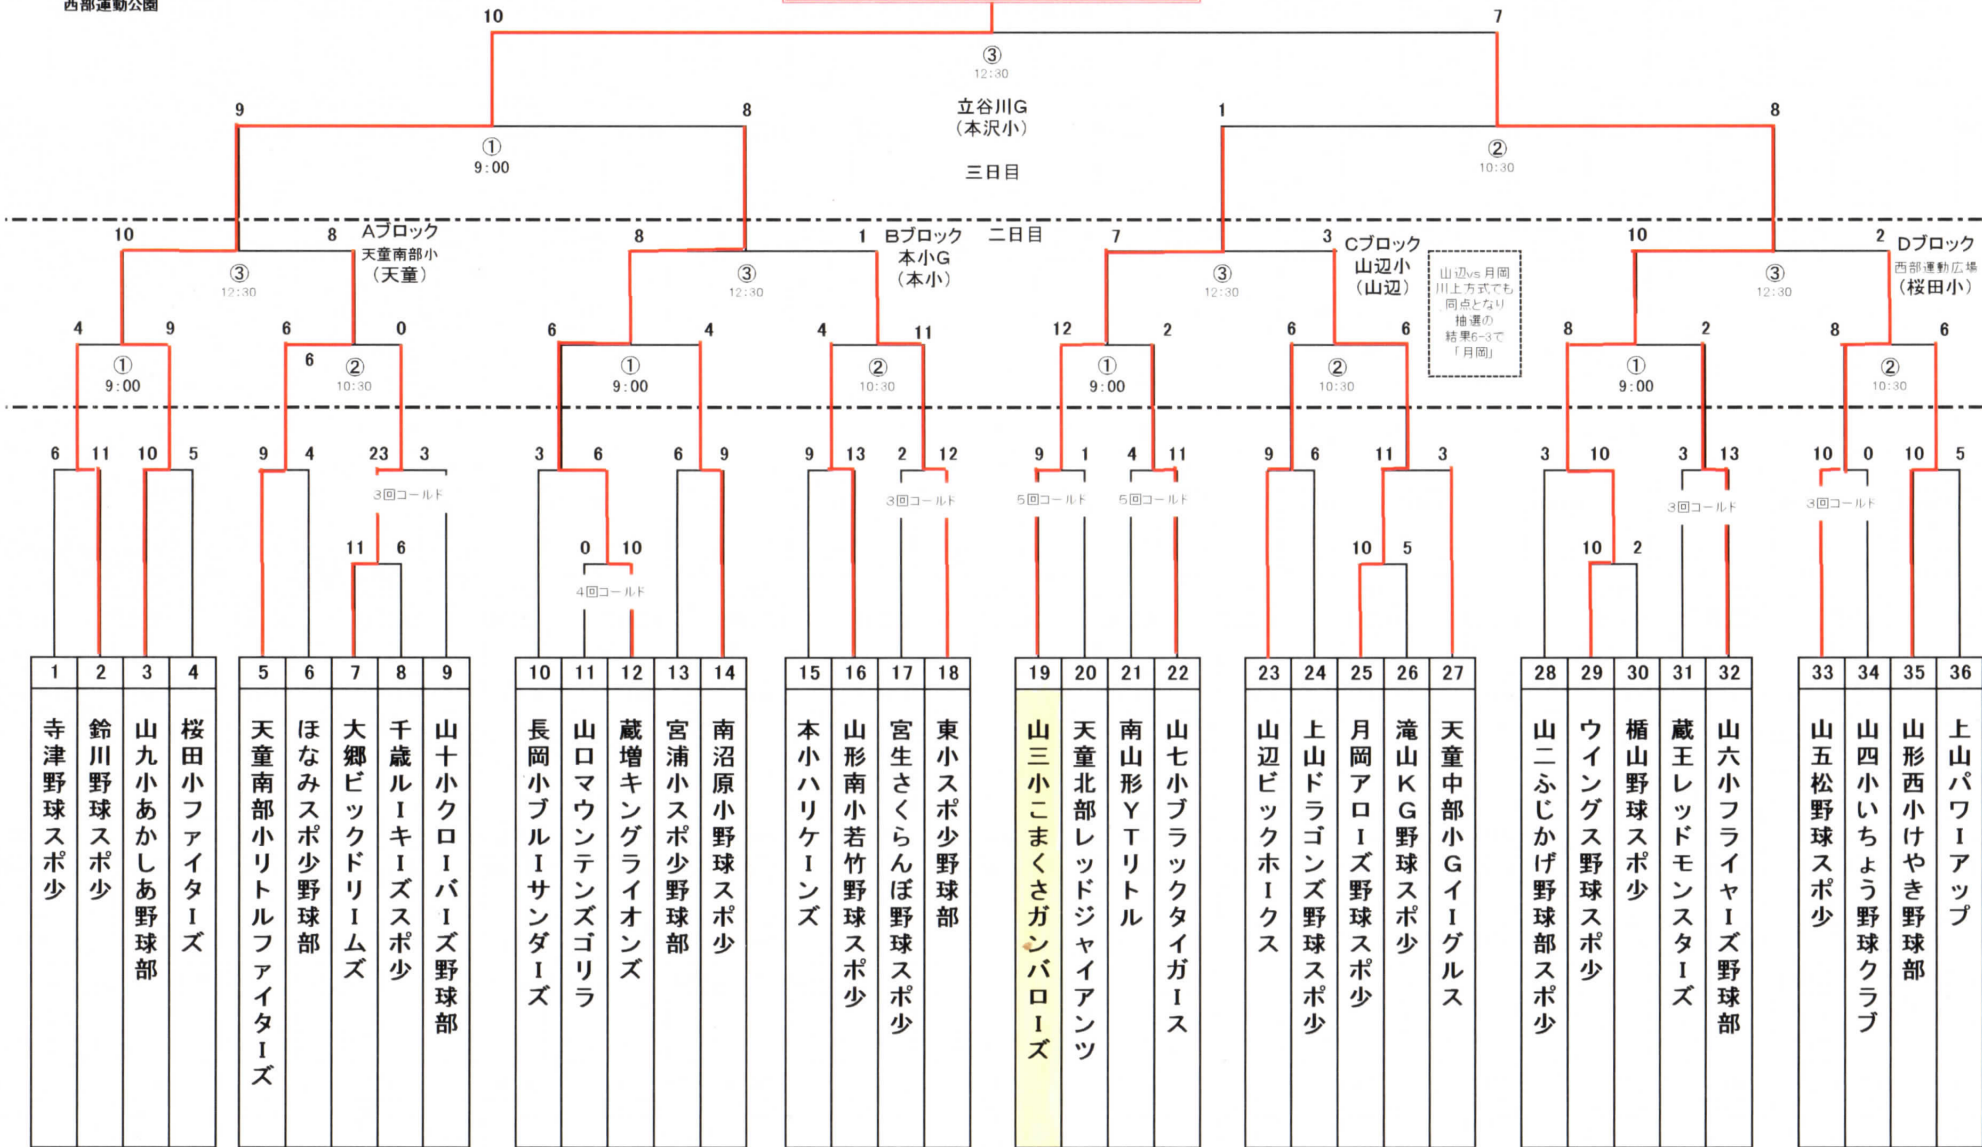 西部運動公園
10 7
③
12:30
9 8 立谷川G 1 8
(本沢小)
① ②
9:00 10:30
三日目
10 8 Aブロック 8 1 Bブロック 二日目 7 3 Cブロック 10 2 Dブロック
天童南部小 本小G 山辺小 西部運動広場
(天童) (本小) (山辺) (桜田小)
③ ③ ③ ③
12:30 12:30 12:30 12:30
山辺vs月岡
川上方式でも
同点となり
抽選の
結果6-3で
「月岡」
4 9 6 0 6 4 4 11 12 2 6 6 8 2 8 6
6
① ② ① ② ① ② ① ②
9:00 10:30 9:00 10:30 9:00 10:30 9:00 10:30
6 11 10 5 9 4 23 3 3 6 6 9 9 13 2 12 9 1 4 11 9 6 11 3 3 10 3 13 10 0 10 5
3回コールド 3回コールド 5回コールド 5回コールド 3回コールド 3回コールド
11 6 0 10 10 5 10 2
4回コールド
1 2 3 4 5 6 7 8 9 10 11 12 13 14 15 16 17 18 19 20 21 22 23 24 25 26 27 28 29 30 31 32 33 34 35 36
寺津野球スポ少
鈴川野球スポ少
山九小あかしあ野球部
桜田小ファイターズ
天童南部小リトルファイターズ
ほなみスポ少野球部
大郷ビックドリームズ
千歳ルーキーズスポ少
山十小クローバーズ野球部
長岡小ブルーサンダーズ
山口マウンテンズゴリラ
蔵増キングライオンズ
宮浦小スポ少野球部
南沼原小野球スポ少
本小ハリケーンズ
山形南小若竹野球スポ少
宮生さくらんぼ野球スポ少
東小スポ少野球部
山三小こまくさガンバローズ
天童北部レッドジャイアンツ
南山形YTリトル
山七小ブラックタイガース
山辺ビックホークス
上山ドラゴンズ野球スポ少
月岡アローズ野球スポ少
滝山KG野球スポ少
天童中部小Gイーグルス
山二ふじかげ野球部スポ少
ウイングス野球スポ少
楯山野球スポ少
蔵王レッドモンスターズ
山六小フライヤーズ野球部
山五松野球スポ少
山四小いちょう野球クラブ
山形西小けやき野球部
上山パワーアップ